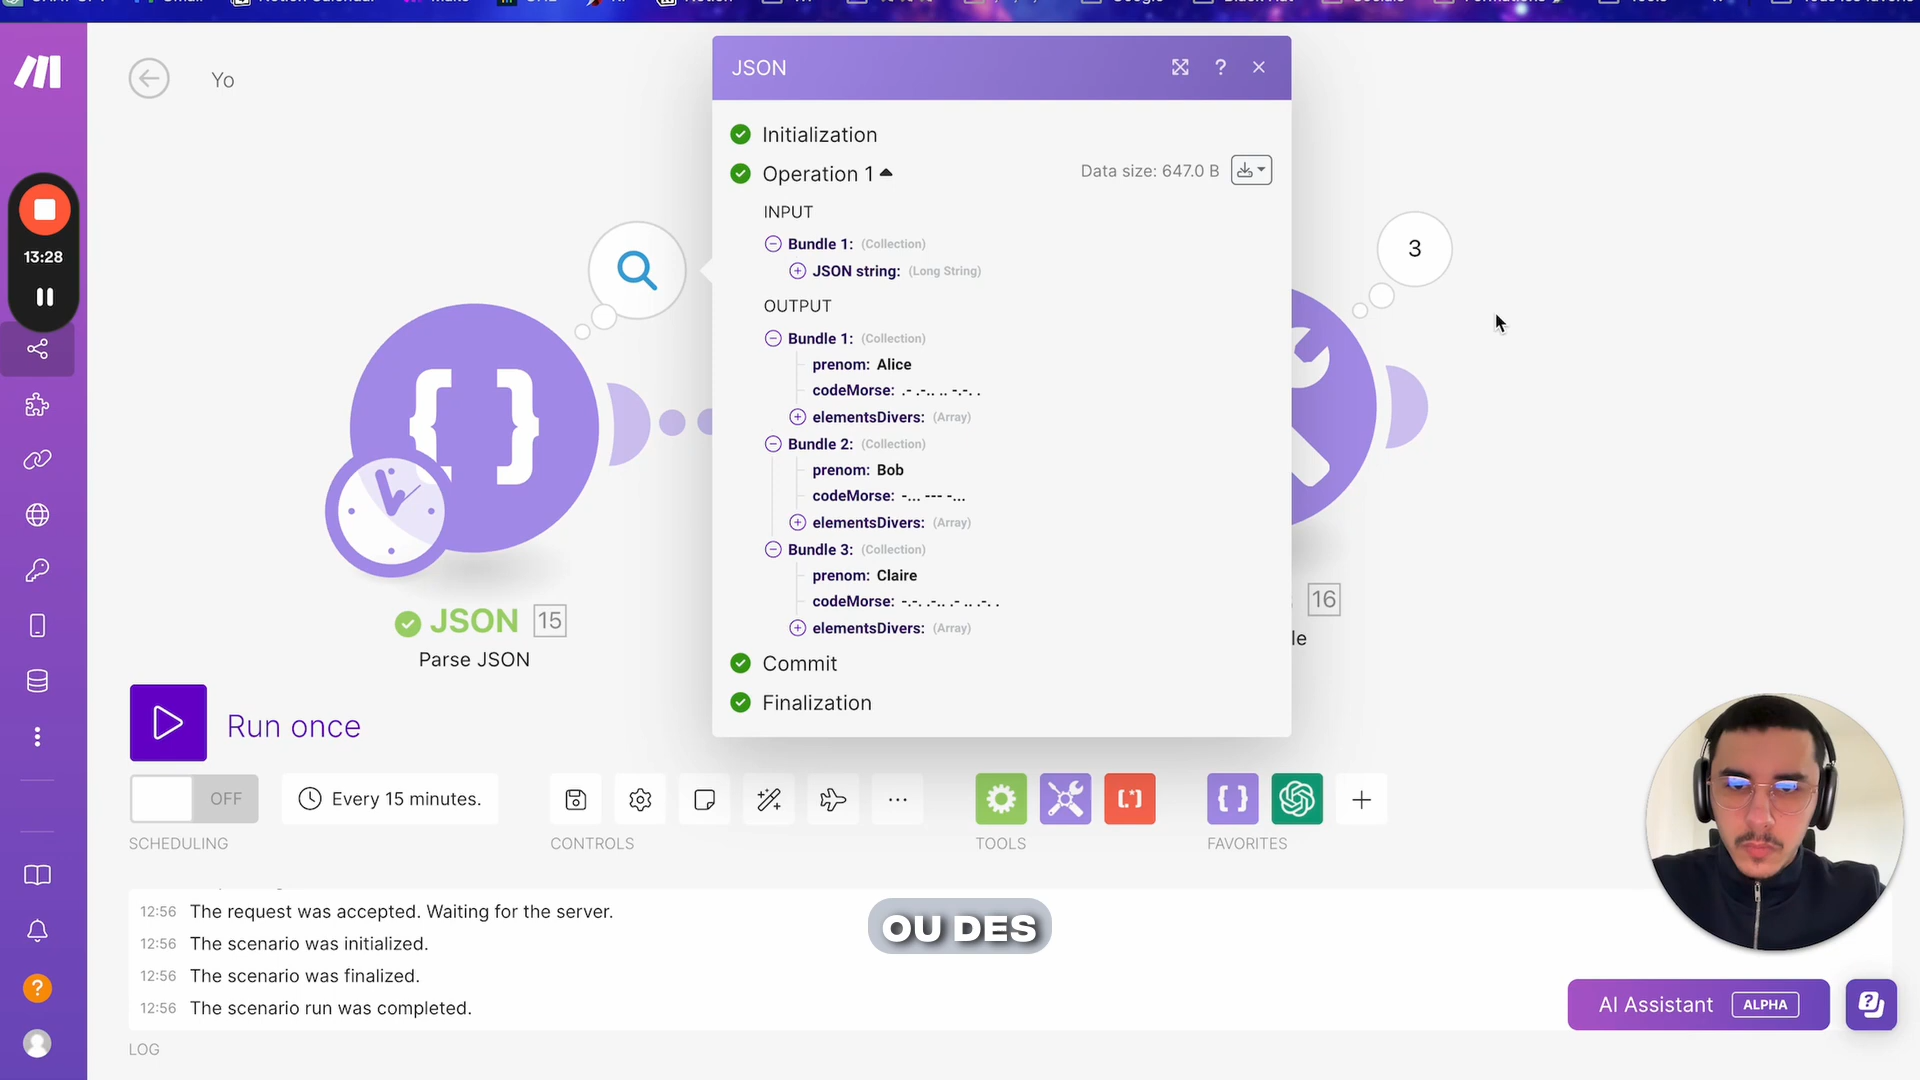 Yo
JSON
?
Initialization
Operation 1
Data size: 647.0 B
INPUT
Bundle 1: (Collection)
JSON string: (Long String)
OUTPUT
Bundle 1: (Collection)
prenom: Alice
codeMorse: .- .-.. .. -.-. .
elementsDivers: (Array)
Bundle 2: (Collection)
prenom: Bob
codeMorse: -... --- -...
elementsDivers: (Array)
Bundle 3: (Collection)
prenom: Claire
codeMorse: -.-. .-.. .- .. .-. .
elementsDivers: (Array)
Commit
Finalization
13:28
3
JSON 15
Parse JSON
16
le
Run once
OFF
Every 15 minutes.
SCHEDULING
CONTROLS
TOOLS
FAVORITES
12:56 The request was accepted. Waiting for the server.
12:56 The scenario was initialized.
12:56 The scenario was finalized.
12:56 The scenario run was completed.
OU DES
AI Assistant ALPHA
LOG